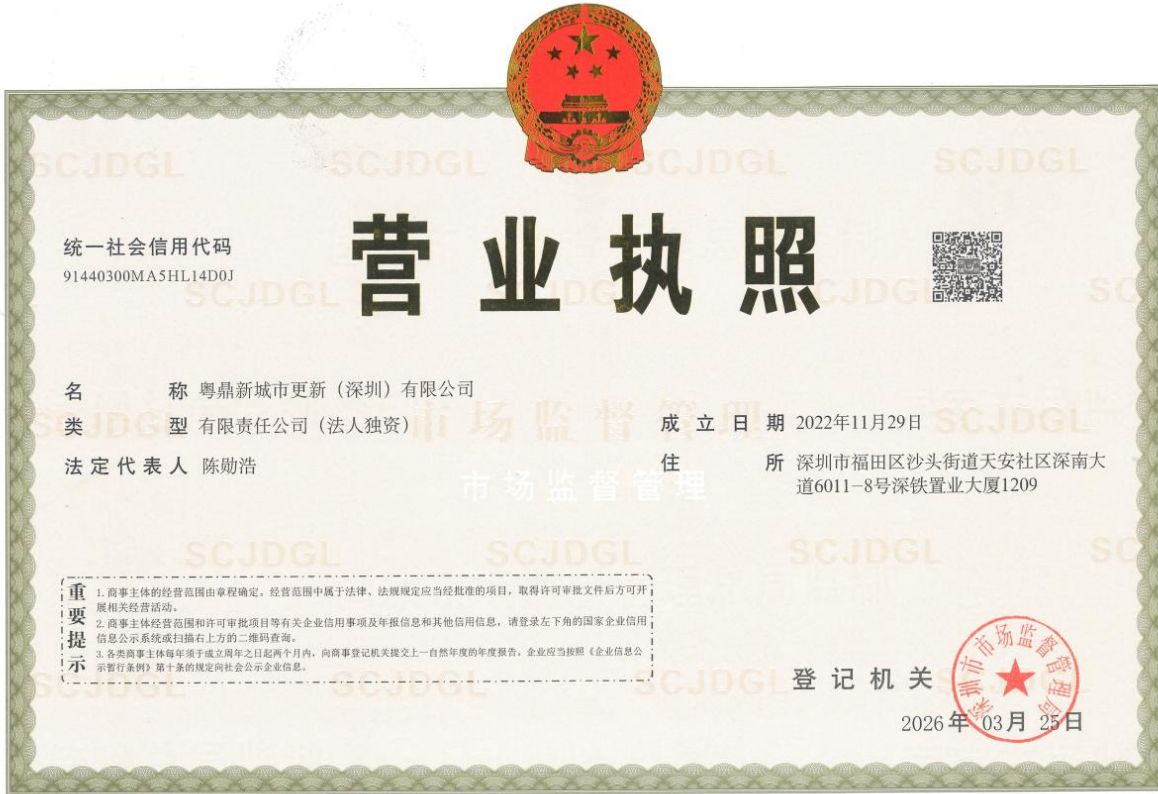 统一社会信用代码
91440300MA5HL14D0J
营业执照
名称 粤鼎新城市更新（深圳）有限公司
类型 有限责任公司（法人独资）
法定代表人 陈勋浩
成立日期 2022年11月29日
住所 深圳市福田区沙头街道天安社区深南大
道6011-8号深铁置业大厦1209
重要提示
1.商事主体的经营范围由章程确定。经营范围中属于法律、法规规定应当经批准的项目，取得许可审批文件后方可开
展相关经营活动。
2.商事主体经营范围和许可审批项目等有关企业信用事项及年报信息和其他信用信息，请登录左下角的国家企业信用
信息公示系统或扫描右上方的二维码查询。
3.各类商事主体每年须于成立周年之日起两个月内，向商事登记机关提交上一自然年度的年度报告。企业应当按照《企业信息公
示暂行条例》第十条的规定向社会公示企业信息。
登记机关
深圳市市场监督管理局
2026年03月25日
市场监督管理
市场监督管理
SCJDGL